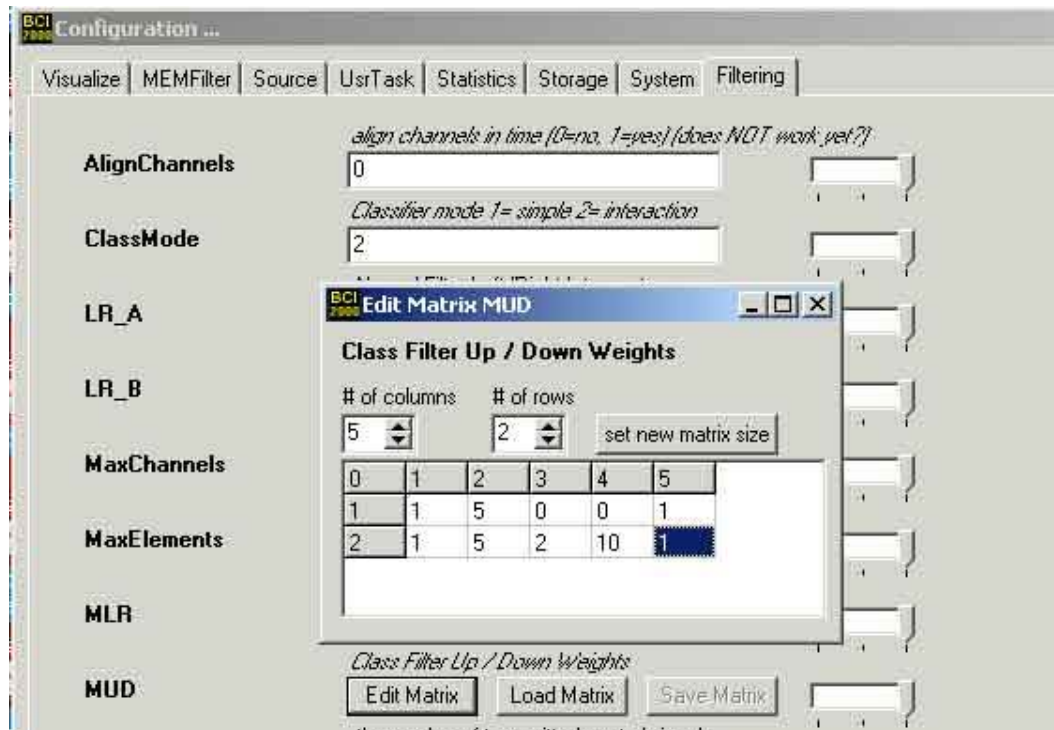 BCI 2000 Configuration ...
Visualize MEMFilter Source UsrTask Statistics Storage System Filtering
align channels in time (0=no, 1=yes) (does NOT work yet?)
AlignChannels 0
Classifier mode 1= simple 2= interaction
ClassMode 2
LR_A
LR_B
MaxChannels
MaxElements
MLR
BCI 2000 Edit Matrix MUD
Class Filter Up / Down Weights
# of columns # of rows
5 2 set new matrix size
0 1 2 3 4 5
1 1 5 0 0 1
2 1 5 2 10 1
Class Filter Up / Down Weights
MUD Edit Matrix Load Matrix Save Matrix